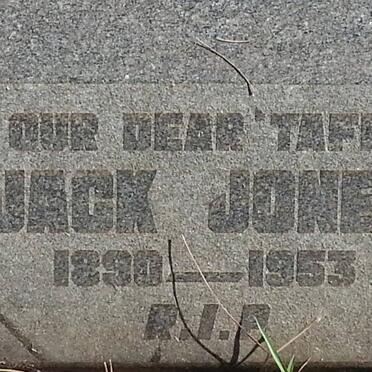 OUR DEAR 'TAF
JACK JONE
1890—1953
R.I.P.